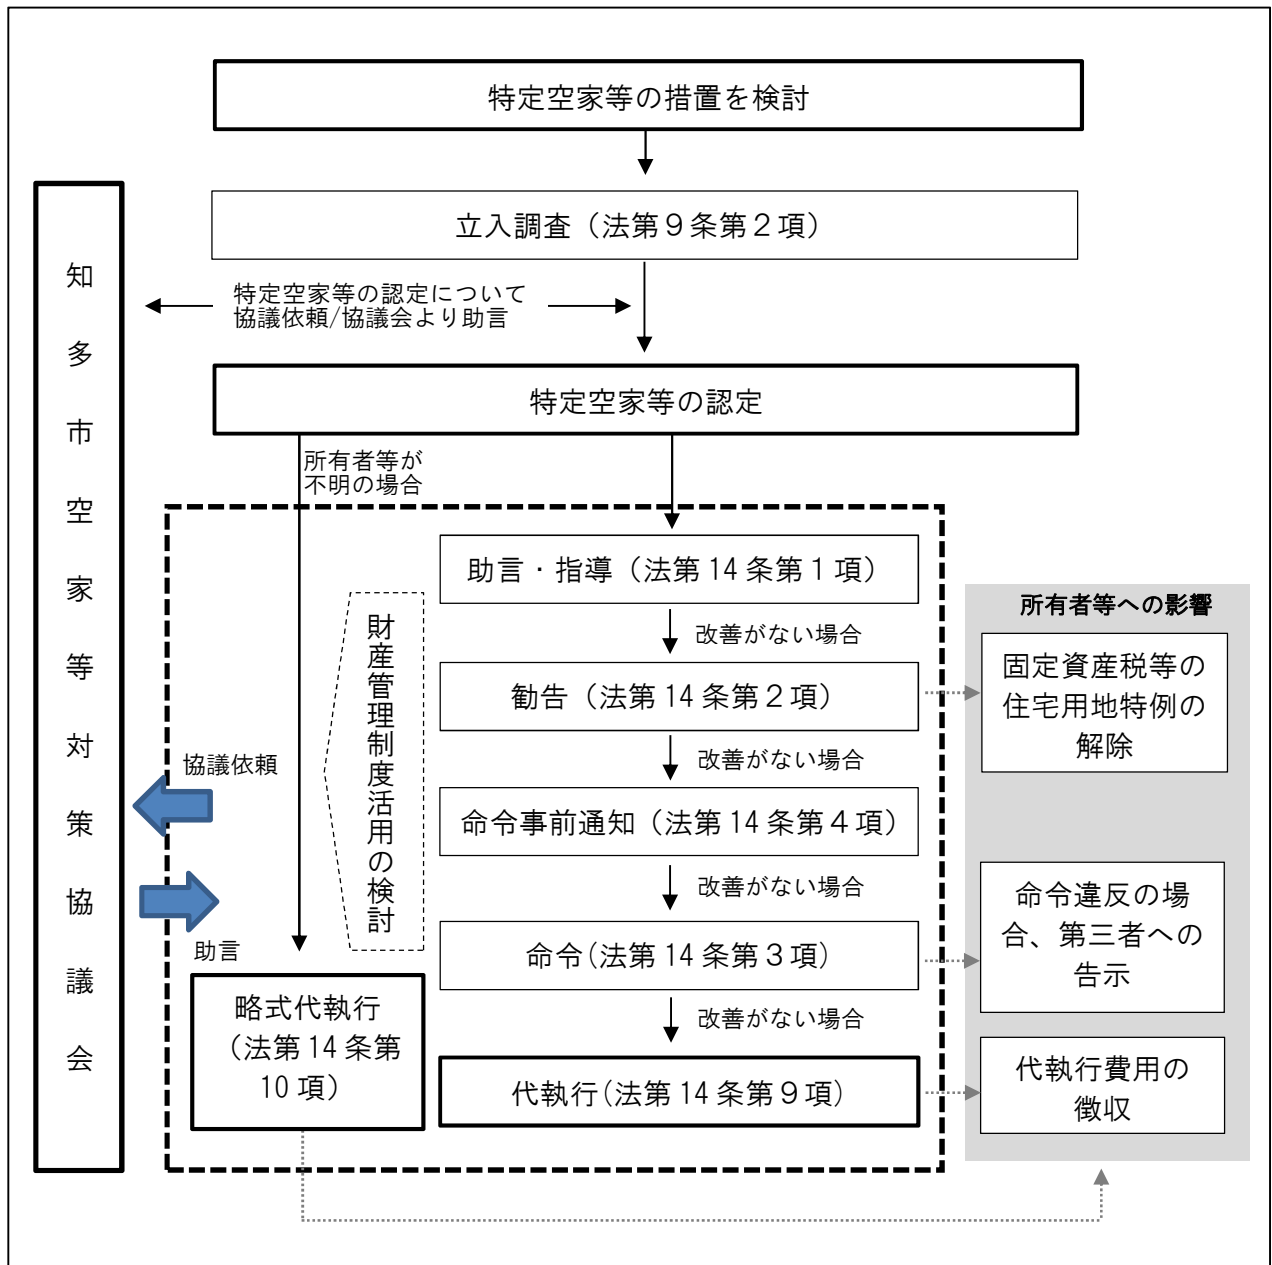 特定空家等の措置を検討
立入調査（法第９条第２項）
特定空家等の認定について
協議依頼/協議会より助言
知多市空家等対策協議会
特定空家等の認定
所有者等が
不明の場合
助言・指導（法第 14 条第１項）
改善がない場合
勧告（法第 14 条第２項）
改善がない場合
命令事前通知（法第 14 条第４項）
改善がない場合
命令(法第 14 条第３項)
改善がない場合
代執行(法第 14 条第９項)
財産管理制度活用の検討
協議依頼
助言
略式代執行
（法第 14 条第
10 項）
所有者等への影響
固定資産税等の
住宅用地特例の
解除
命令違反の場
合、第三者への
告示
代執行費用の
徴収